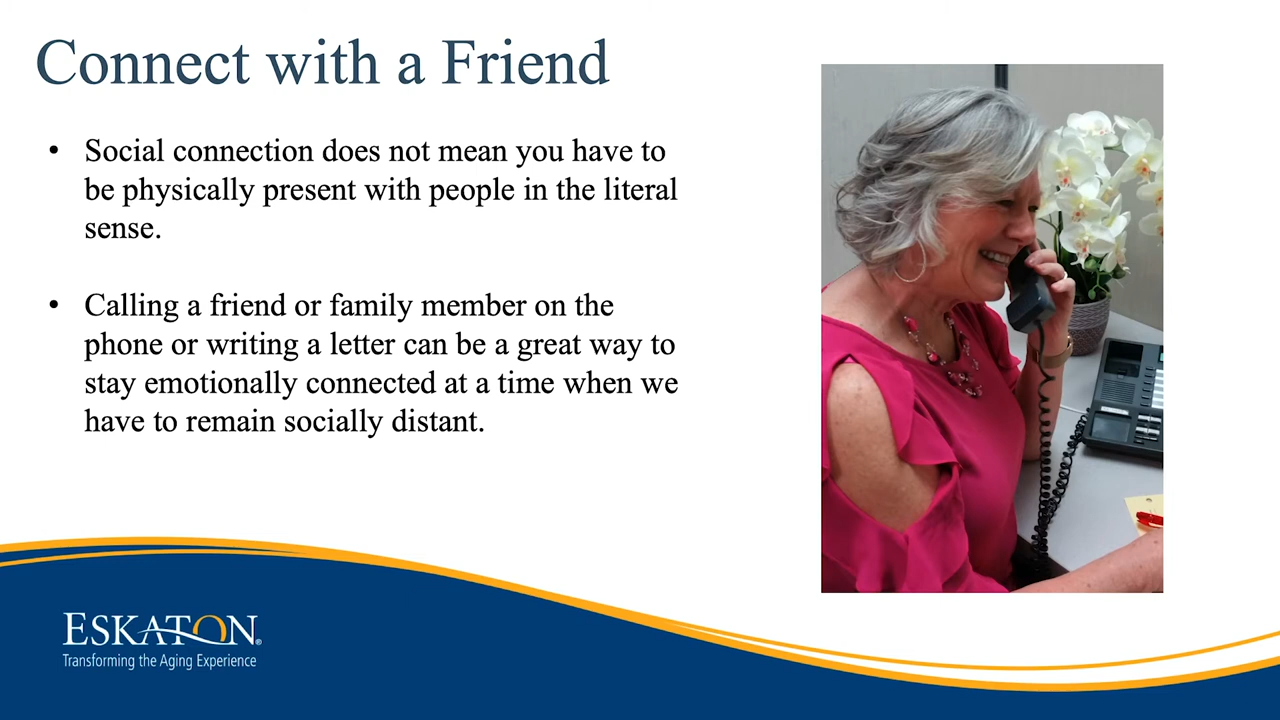 Connect with a Friend
• Social connection does not mean you have to
be physically present with people in the literal
sense.
• Calling a friend or family member on the
phone or writing a letter can be a great way to
stay emotionally connected at a time when we
have to remain socially distant.
ESKATON®
Transforming the Aging Experience